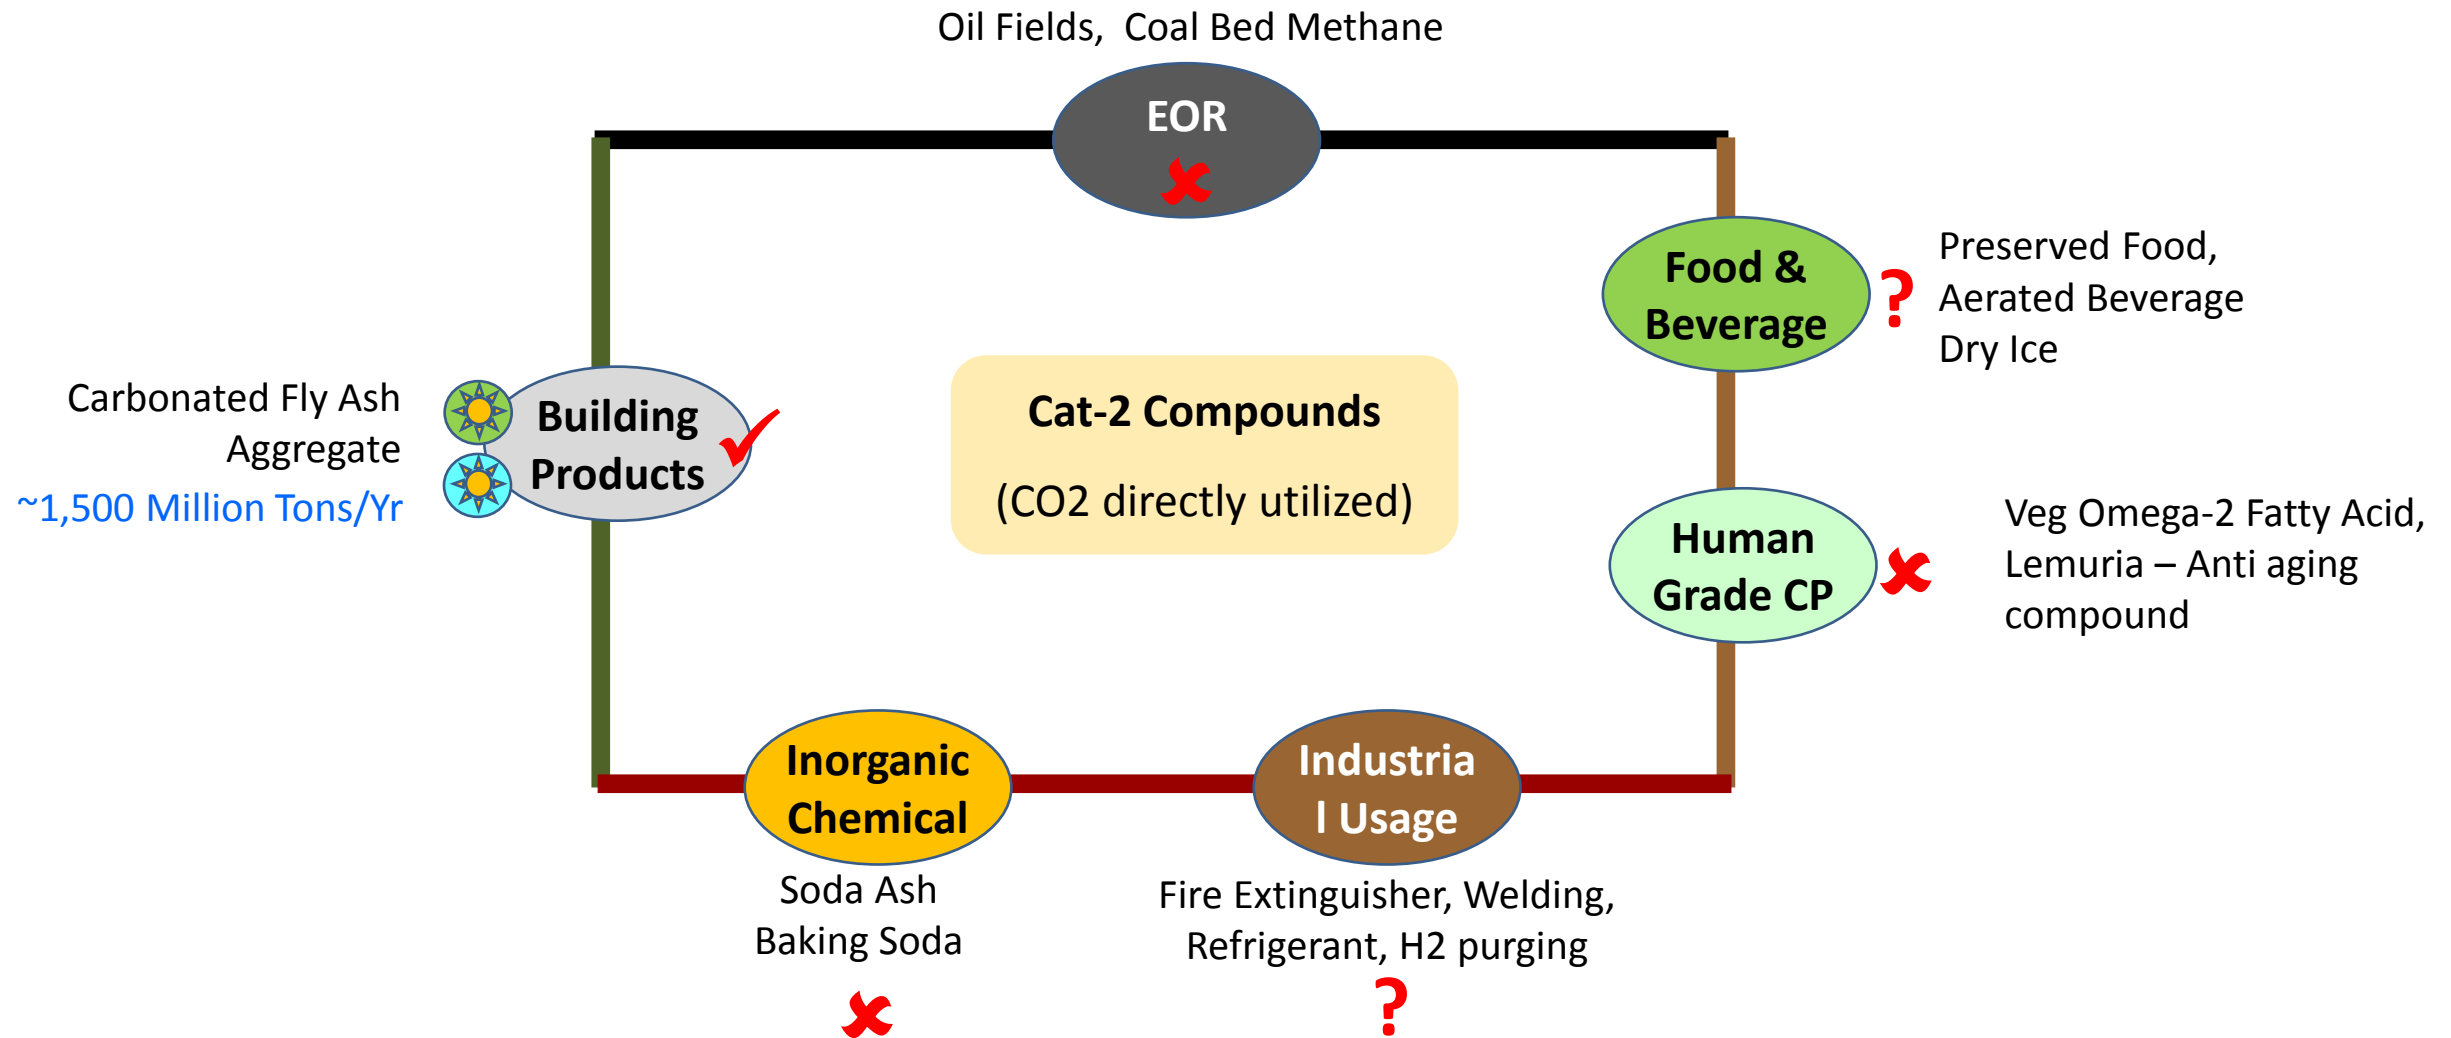 Oil Fields,  Coal Bed Methane
EOR
Food &
Beverage
?
Preserved Food,
Aerated Beverage
Dry Ice
Carbonated Fly Ash
Aggregate
~1,500 Million Tons/Yr
Building
Products
Cat-2 Compounds
(CO2 directly utilized)
Human
Grade CP
Veg Omega-2 Fatty Acid,
Lemuria – Anti aging
compound
Inorganic
Chemical
Soda Ash
Baking Soda
Industria
l Usage
Fire Extinguisher, Welding,
Refrigerant, H2 purging
?